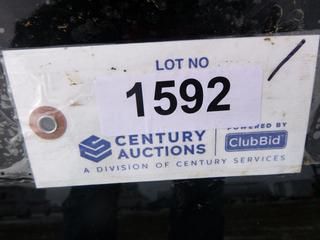 LOT NO
1592
CENTURY
AUCTIONS
POWERED BY
ClubBid
A DIVISION OF CENTURY SERVICES